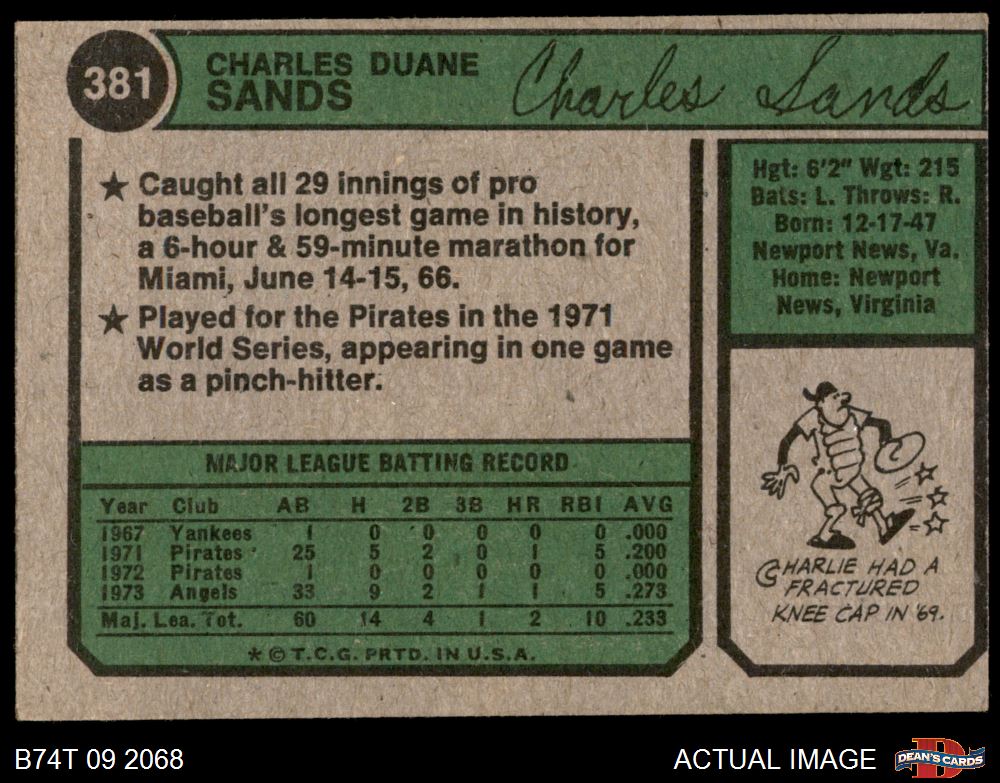 381
CHARLES DUANE
SANDS
Charles Sands
★ Caught all 29 innings of pro
baseball's longest game in history,
a 6-hour & 59-minute marathon for
Miami, June 14-15, 66.
★ Played for the Pirates in the 1971
World Series, appearing in one game
as a pinch-hitter.
Hgt: 6'2" Wgt: 215
Bats: L. Throws: R.
Born: 12-17-47
Newport News, Va.
Home: Newport
News, Virginia
MAJOR LEAGUE BATTING RECORD
Year Club AB H 2B 3B HR RBI AVG
1967 Yankees 1 0 0 0 0 0 .000
1971 Pirates 25 5 2 0 1 5 .200
1972 Pirates 1 0 0 0 0 0 .000
1973 Angels 33 9 2 1 1 5 .273
Maj. Lea. Tot. 60 14 4 1 2 10 .233
* © T.C.G. PRTD. IN U.S.A.
CHARLIE HAD A
FRACTURED
KNEE CAP IN '69.
B74T 09 2068
ACTUAL IMAGE
D
DEAN'S CARDS